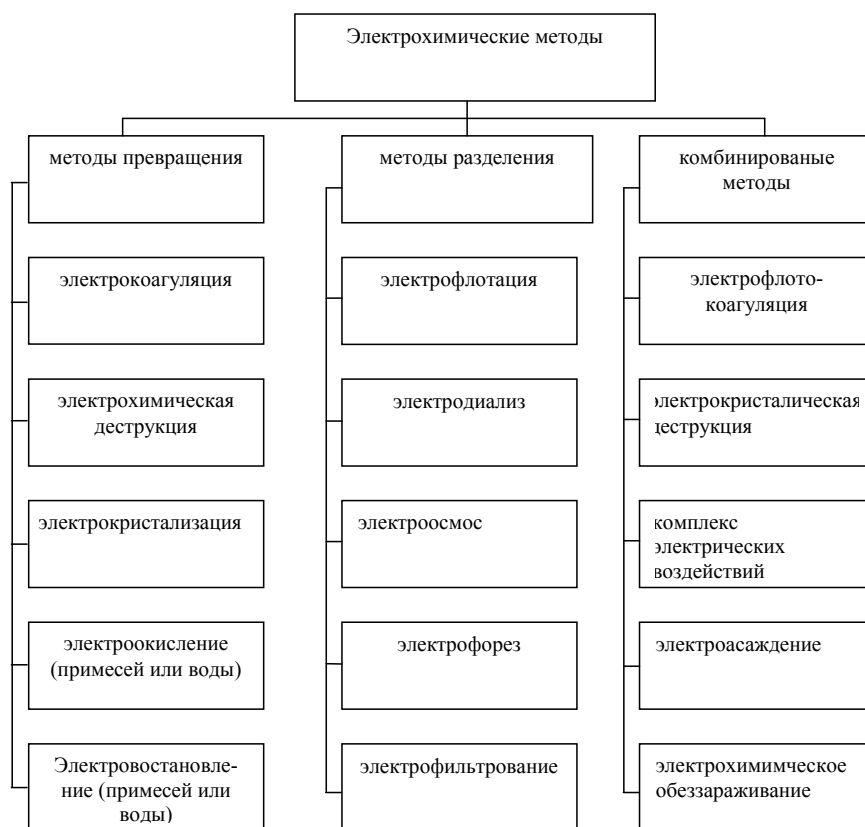 Электрохимические методы
методы превращения
электрокоагуляция
электрохимическая
деструкция
электрокристализация
электроокисление
(примесей или воды)
Электровостановле-
ние (примесей или
воды)
методы разделения
электрофлотация
электродиализ
электроосмос
электрофорез
электрофильтрование
комбинированые
методы
электрофлото-
коагуляция
электрокристалическая
деструкция
комплекс
электрических
воздействий
электроасаждение
электрохимимческое
обеззараживание